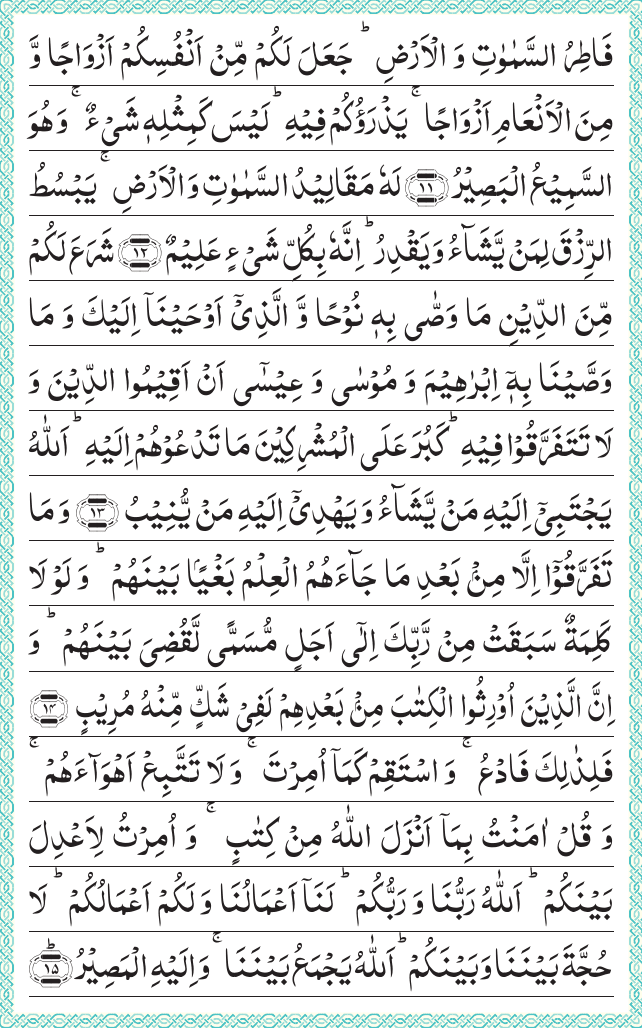 فَاطِرُ السَّمٰوٰتِ وَ الْاَرْضِ ؕ جَعَلَ لَكُمْ مِّنْ اَنْفُسِكُمْ اَزْوَاجًا وَّ
مِنَ الْاَنْعَامِ اَزْوَاجًا ۚ یَذْرَؤُكُمْ فِیْهِ ؕ لَیْسَ كَمِثْلِهٖ شَیْءٌ ۚ وَ هُوَ
السَّمِیْعُ الْبَصِیْرُ ﴿۱۱﴾ لَهٗ مَقَالِیْدُ السَّمٰوٰتِ وَ الْاَرْضِ ۚ یَبْسُطُ
الرِّزْقَ لِمَنْ یَّشَآءُ وَ یَقْدِرُ ؕ اِنَّهٗ بِكُلِّ شَیْءٍ عَلِیْمٌ ﴿۱۲﴾ شَرَعَ لَكُمْ
مِّنَ الدِّیْنِ مَا وَصّٰی بِهٖ نُوْحًا وَّ الَّذِیْۤ اَوْحَیْنَاۤ اِلَیْكَ وَ مَا
وَصَّیْنَا بِهٖۤ اِبْرٰهِیْمَ وَ مُوْسٰی وَ عِیْسٰۤی اَنْ اَقِیْمُوا الدِّیْنَ وَ
لَا تَتَفَرَّقُوْا فِیْهِ ؕ كَبُرَ عَلَی الْمُشْرِكِیْنَ مَا تَدْعُوْهُمْ اِلَیْهِ ؕ اَللّٰهُ
یَجْتَبِیْۤ اِلَیْهِ مَنْ یَّشَآءُ وَ یَهْدِیْۤ اِلَیْهِ مَنْ یُّنِیْبُ ﴿۱۳﴾ وَ مَا
تَفَرَّقُوْۤا اِلَّا مِنْۢ بَعْدِ مَا جَآءَهُمُ الْعِلْمُ بَغْیًۢا بَیْنَهُمْ ؕ وَ لَوْ لَا
كَلِمَةٌ سَبَقَتْ مِنْ رَّبِّكَ اِلٰۤی اَجَلٍ مُّسَمًّی لَّقُضِیَ بَیْنَهُمْ ؕ وَ
اِنَّ الَّذِیْنَ اُوْرِثُوا الْكِتٰبَ مِنْۢ بَعْدِهِمْ لَفِیْ شَكٍّ مِّنْهُ مُرِیْبٍ ﴿۱۴﴾
فَلِذٰلِكَ فَادْعُ ۚ وَ اسْتَقِمْ كَمَاۤ اُمِرْتَ ۚ وَ لَا تَتَّبِعْ اَهْوَآءَهُمْ ۚ
وَ قُلْ اٰمَنْتُ بِمَاۤ اَنْزَلَ اللّٰهُ مِنْ كِتٰبٍ ۚ وَ اُمِرْتُ لِاَعْدِلَ
بَیْنَكُمْ ؕ اَللّٰهُ رَبُّنَا وَ رَبُّكُمْ ؕ لَنَاۤ اَعْمَالُنَا وَ لَكُمْ اَعْمَالُكُمْ ؕ لَا
حُجَّةَ بَیْنَنَا وَ بَیْنَكُمْ ؕ اَللّٰهُ یَجْمَعُ بَیْنَنَا ۚ وَ اِلَیْهِ الْمَصِیْرُ ﴿ؕ۱۵﴾